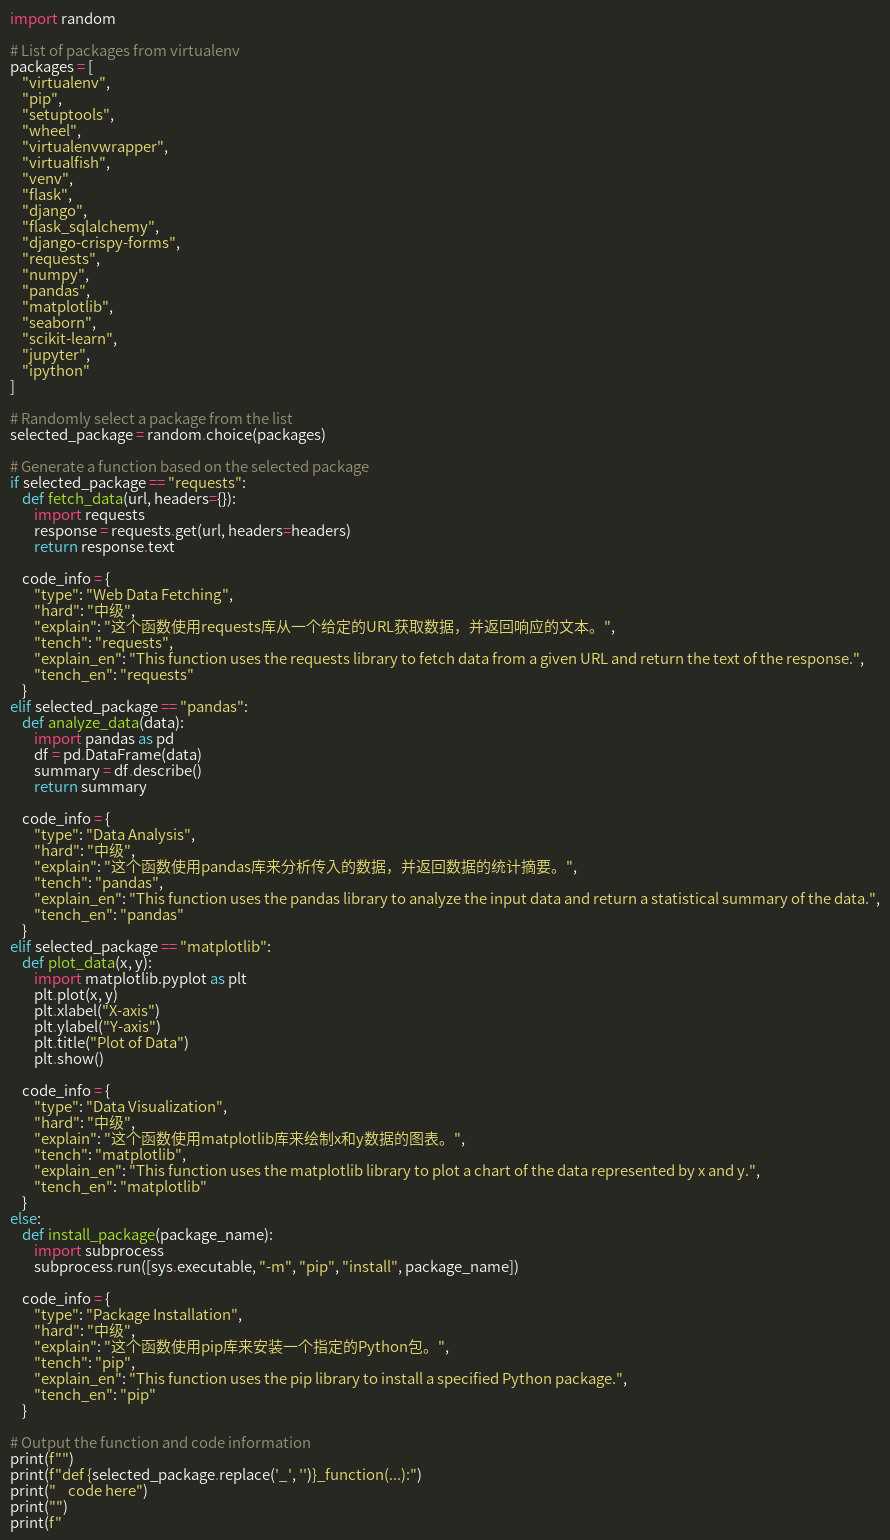 import random

# List of packages from virtualenv
packages = [
    "virtualenv",
    "pip",
    "setuptools",
    "wheel",
    "virtualenvwrapper",
    "virtualfish",
    "venv",
    "flask",
    "django",
    "flask_sqlalchemy",
    "django-crispy-forms",
    "requests",
    "numpy",
    "pandas",
    "matplotlib",
    "seaborn",
    "scikit-learn",
    "jupyter",
    "ipython"
]

# Randomly select a package from the list
selected_package = random.choice(packages)

# Generate a function based on the selected package
if selected_package == "requests":
    def fetch_data(url, headers={}):
        import requests
        response = requests.get(url, headers=headers)
        return response.text

    code_info = {
        "type": "Web Data Fetching",
        "hard": "中级",
        "explain": "这个函数使用requests库从一个给定的URL获取数据，并返回响应的文本。",
        "tench": "requests",
        "explain_en": "This function uses the requests library to fetch data from a given URL and return the text of the response.",
        "tench_en": "requests"
    }
elif selected_package == "pandas":
    def analyze_data(data):
        import pandas as pd
        df = pd.DataFrame(data)
        summary = df.describe()
        return summary

    code_info = {
        "type": "Data Analysis",
        "hard": "中级",
        "explain": "这个函数使用pandas库来分析传入的数据，并返回数据的统计摘要。",
        "tench": "pandas",
        "explain_en": "This function uses the pandas library to analyze the input data and return a statistical summary of the data.",
        "tench_en": "pandas"
    }
elif selected_package == "matplotlib":
    def plot_data(x, y):
        import matplotlib.pyplot as plt
        plt.plot(x, y)
        plt.xlabel("X-axis")
        plt.ylabel("Y-axis")
        plt.title("Plot of Data")
        plt.show()

    code_info = {
        "type": "Data Visualization",
        "hard": "中级",
        "explain": "这个函数使用matplotlib库来绘制x和y数据的图表。",
        "tench": "matplotlib",
        "explain_en": "This function uses the matplotlib library to plot a chart of the data represented by x and y.",
        "tench_en": "matplotlib"
    }
else:
    def install_package(package_name):
        import subprocess
        subprocess.run([sys.executable, "-m", "pip", "install", package_name])

    code_info = {
        "type": "Package Installation",
        "hard": "中级",
        "explain": "这个函数使用pip库来安装一个指定的Python包。",
        "tench": "pip",
        "explain_en": "This function uses the pip library to install a specified Python package.",
        "tench_en": "pip"
    }

# Output the function and code information
print(f"")
print(f"def {selected_package.replace('_', '')}_function(...):")
print("    code here")
print("")
print(f"